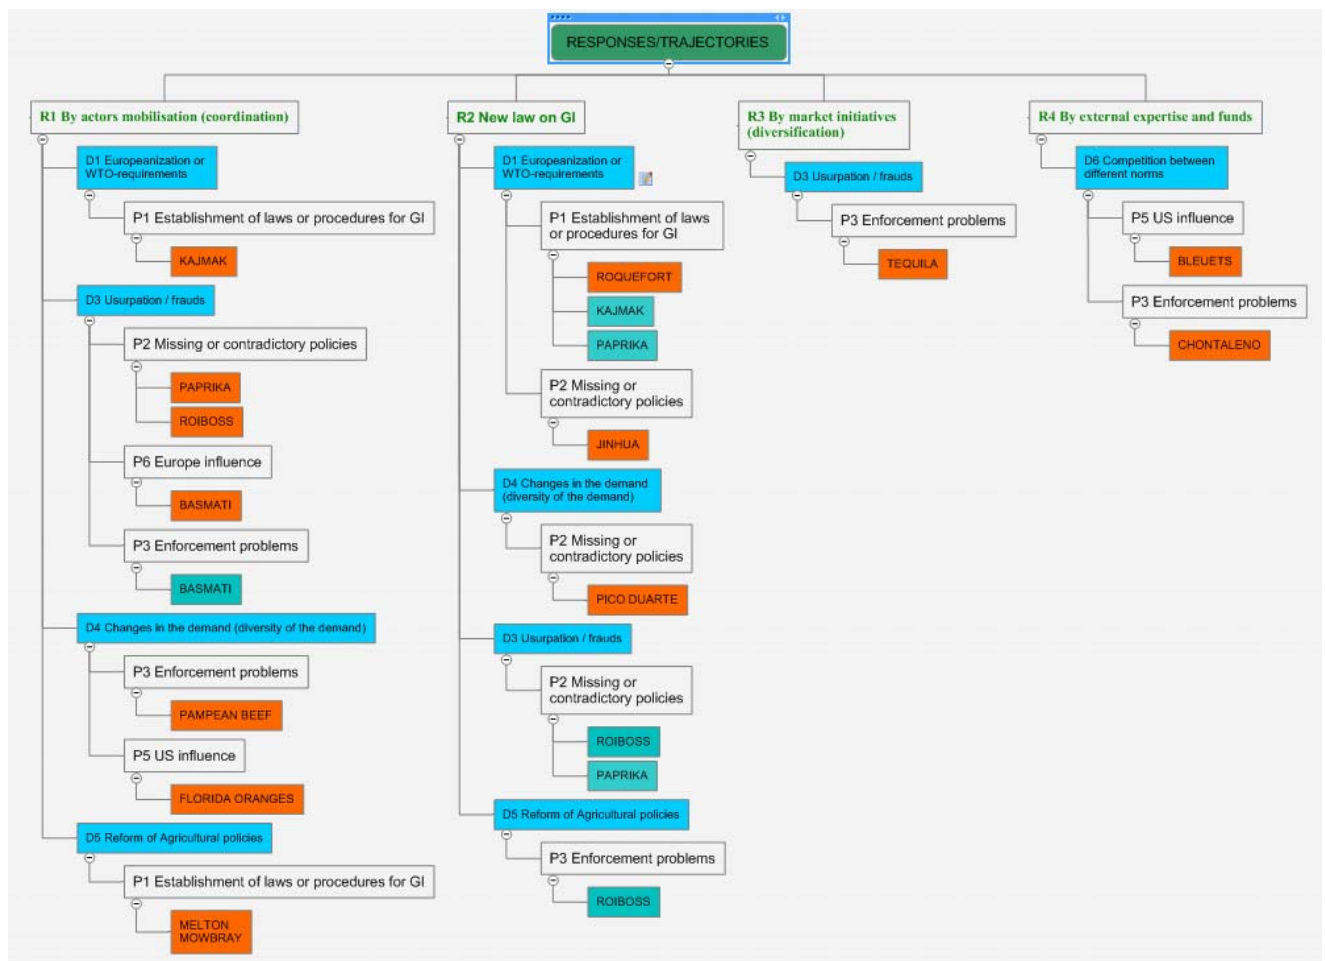 RESPONSES/TRAJECTORIES
R1 By actors mobilisation (coordination)
D1 Europeanization or
WTO-requirements
P1 Establishment of laws or procedures for GI
KAJMAK
D3 Usurpation / frauds
P2 Missing or contradictory policies
PAPRIKA
ROIBOSS
P6 Europe influence
BASMATI
P3 Enforcement problems
BASMATI
D4 Changes in the demand (diversity of the demand)
P3 Enforcement problems
PAMPEAN BEEF
P5 US influence
FLORIDA ORANGES
D5 Reform of Agricultural policies
P1 Establishment of laws or procedures for GI
MELTON
MOWBRAY
R2 New law on GI
D1 Europeanization or
WTO-requirements
P1 Establishment of laws
or procedures for GI
ROQUEFORT
KAJMAK
PAPRIKA
P2 Missing or
contradictory policies
JINHUA
D4 Changes in the demand
(diversity of the demand)
P2 Missing or
contradictory policies
PICO DUARTE
D3 Usurpation / frauds
P2 Missing or
contradictory policies
ROIBOSS
PAPRIKA
D5 Reform of Agricultural policies
P3 Enforcement problems
ROIBOSS
R3 By market initiatives
(diversification)
D3 Usurpation / frauds
P3 Enforcement problems
TEQUILA
R4 By external expertise and funds
D6 Competition between
different norms
P5 US influence
BLEUETS
P3 Enforcement problems
CHONTALENO